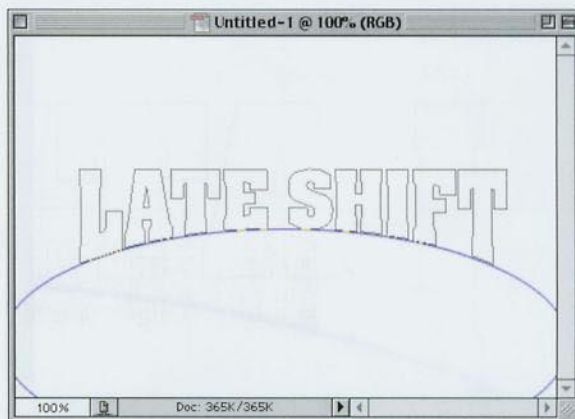 Untitled-1 @ 100% (RGB)
LATE SHIFT
100%
Doc: 365K/365K